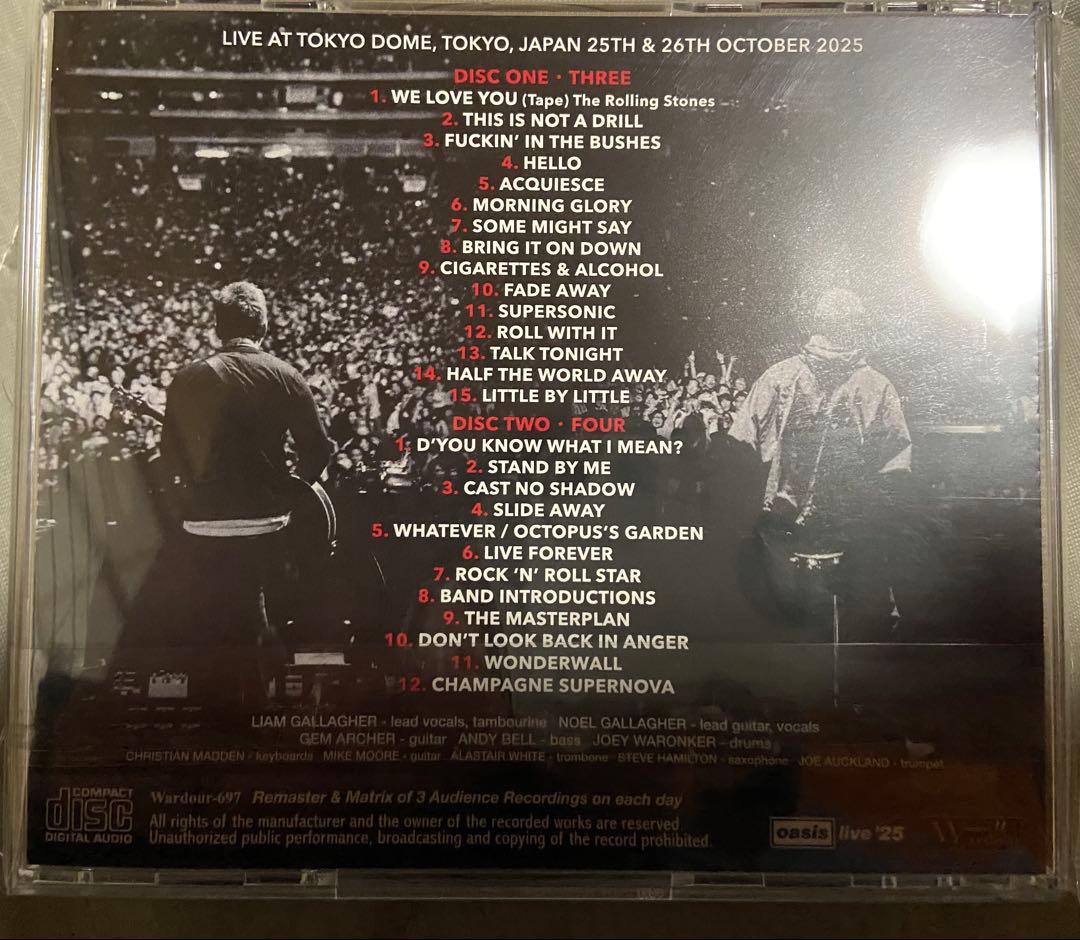 LIVE AT TOKYO DOME, TOKYO, JAPAN 25TH & 26TH OCTOBER 2025
DISC ONE · THREE
1. WE LOVE YOU (Tape) The Rolling Stones
2. THIS IS NOT A DRILL
3. FUCKIN' IN THE BUSHES
4. HELLO
5. ACQUIESCE
6. MORNING GLORY
7. SOME MIGHT SAY
8. BRING IT ON DOWN
9. CIGARETTES & ALCOHOL
10. FADE AWAY
11. SUPERSONIC
12. ROLL WITH IT
13. TALK TONIGHT
14. HALF THE WORLD AWAY
15. LITTLE BY LITTLE
DISC TWO · FOUR
1. D'YOU KNOW WHAT I MEAN?
2. STAND BY ME
3. CAST NO SHADOW
4. SLIDE AWAY
5. WHATEVER / OCTOPUS'S GARDEN
6. LIVE FOREVER
7. ROCK 'N' ROLL STAR
8. BAND INTRODUCTIONS
9. THE MASTERPLAN
10. DON'T LOOK BACK IN ANGER
11. WONDERWALL
12. CHAMPAGNE SUPERNOVA
LIAM GALLAGHER - lead vocals, tambourine NOEL GALLAGHER - lead guitar, vocals
GEM ARCHER - guitar ANDY BELL - bass JOEY WARONKER - drums
CHRISTIAN MADDEN - keyboards MIKE MOORE - guitar ALASTAIR WHITE - trombone STEVE HAMILTON - saxophone JOE AUCKLAND - trumpet
COMPACT
disc
DIGITAL AUDIO
Wardour-697 Remaster & Matrix of 3 Audience Recordings on each day
All rights of the manufacturer and the owner of the recorded works are reserved.
Unauthorized public performance, broadcasting and copying of the record prohibited.
oasis live '25